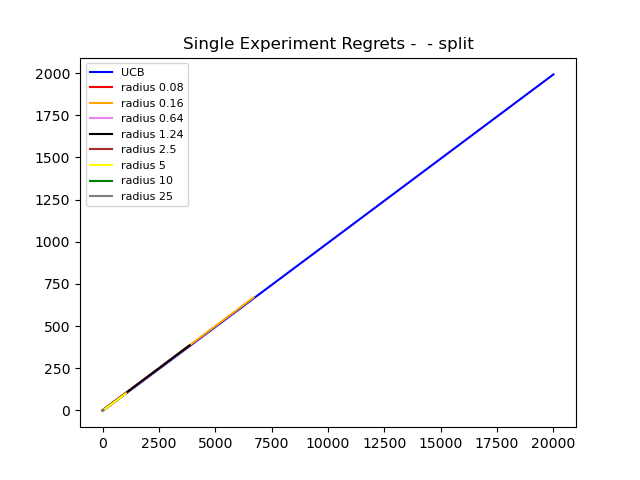 Single Experiment Regrets -  - split
UCB
radius 0.08
radius 0.16
radius 0.64
radius 1.24
radius 2.5
radius 5
radius 10
radius 25
2000
1750
1500
1250
1000
750
500
250
0
0 2500 5000 7500 10000 12500 15000 17500 20000